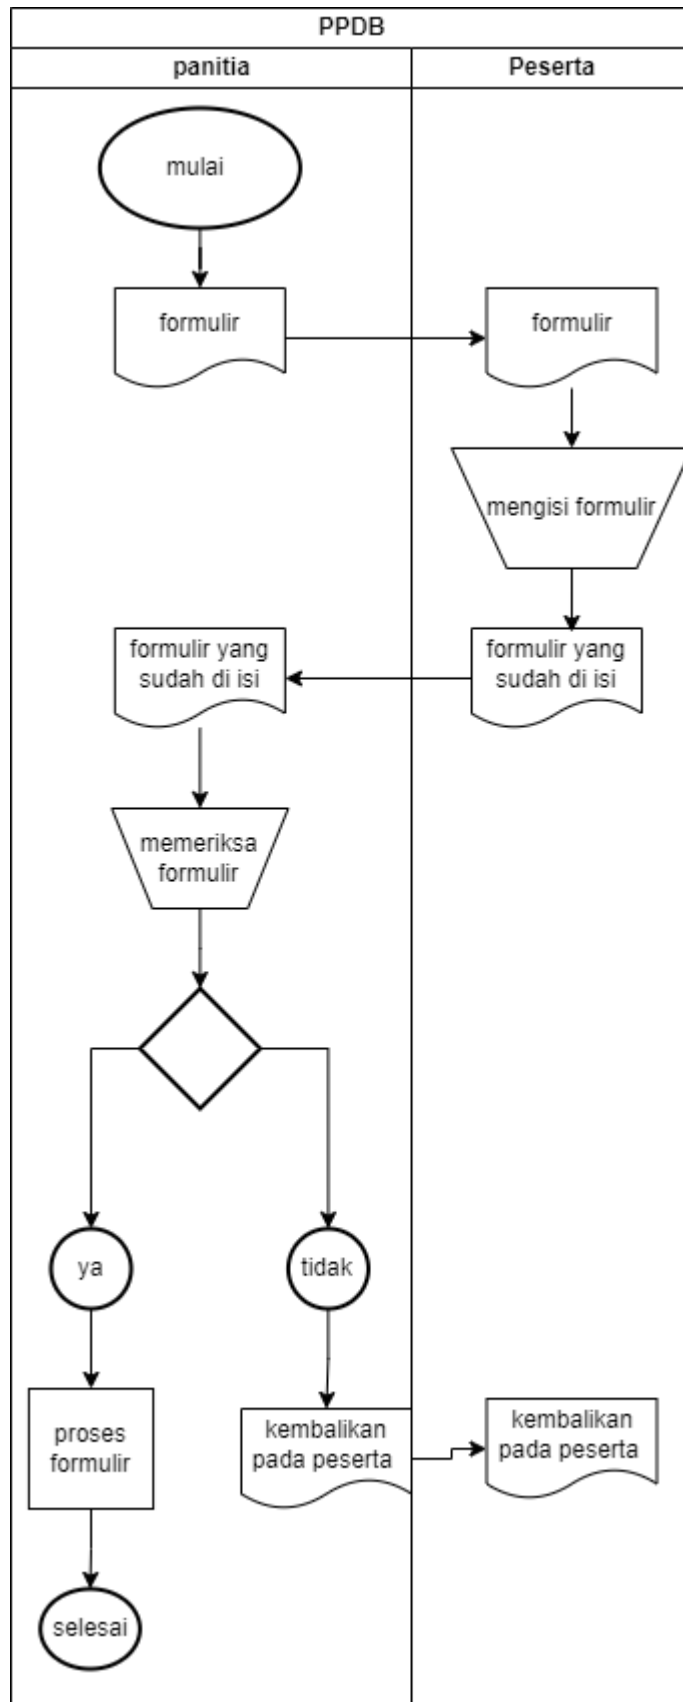 PPDB
panitia
Peserta
mulai
formulir
formulir
mengisi formulir
formulir yang
sudah di isi
formulir yang
sudah di isi
memeriksa
formulir
ya
tidak
proses
formulir
kembalikan
pada peserta
kembalikan
pada peserta
selesai